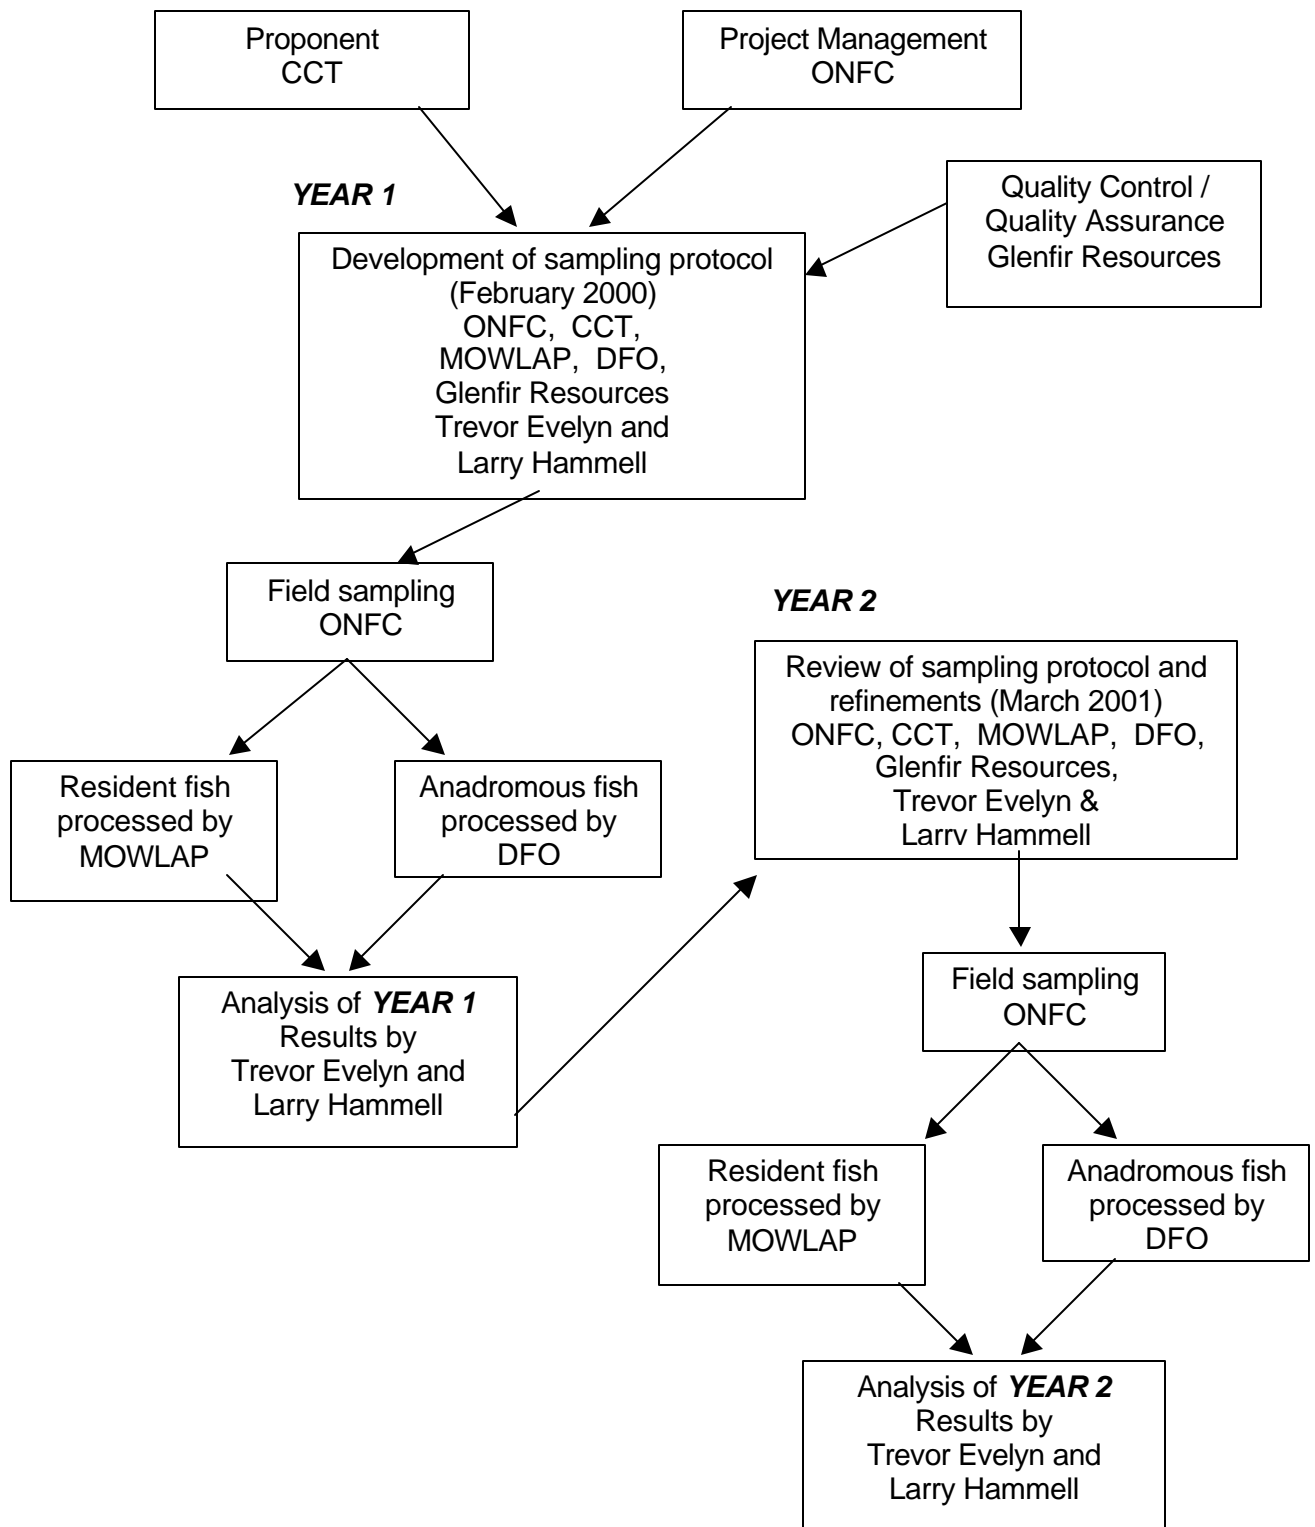 Proponent
CCT
Project Management
ONFC
YEAR 1
Quality Control /
Quality Assurance
Glenfir Resources
Development of sampling protocol
(February 2000)
ONFC, CCT,
MOWLAP, DFO,
Glenfir Resources
Trevor Evelyn and
Larry Hammell
Field sampling
ONFC
Resident fish
processed by
MOWLAP
Anadromous fish
processed by
DFO
Analysis of YEAR 1
Results by
Trevor Evelyn and
Larry Hammell
YEAR 2
Review of sampling protocol and
refinements (March 2001)
ONFC, CCT, MOWLAP, DFO,
Glenfir Resources,
Trevor Evelyn &
Larry Hammell
Field sampling
ONFC
Resident fish
processed by
MOWLAP
Anadromous fish
processed by
DFO
Analysis of YEAR 2
Results by
Trevor Evelyn and
Larry Hammell